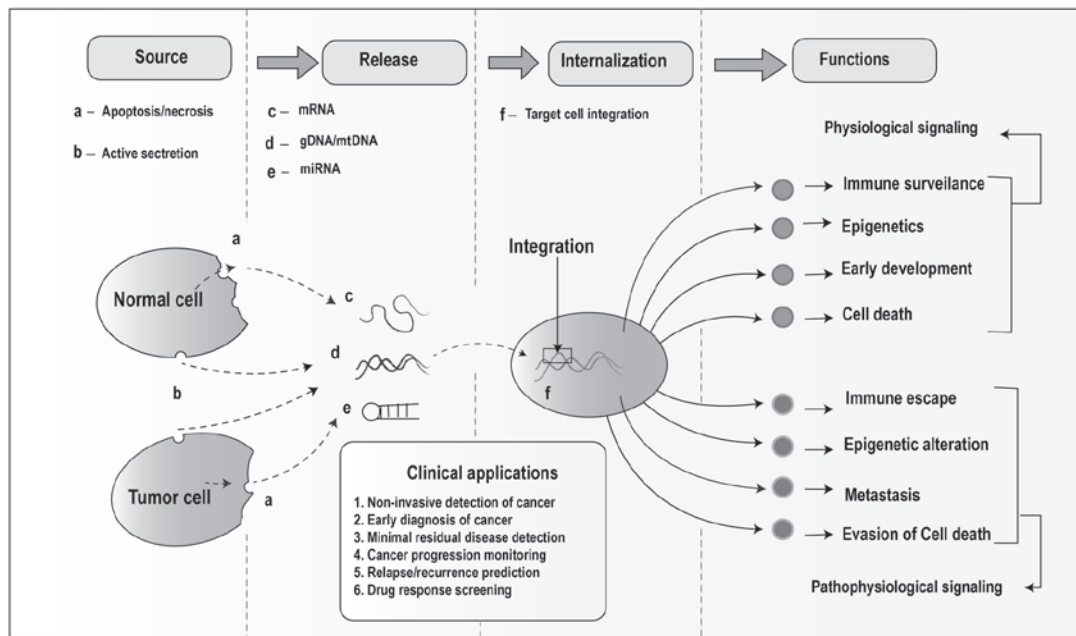 Source
Release
Internalization
Functions
a – Apoptosis/necrosis
b – Active sectretion
c – mRNA
d – gDNA/mtDNA
e – miRNA
f – Target cell integration
Physiological signaling
Immune surveilance
Epigenetics
Early development
Cell death
Integration
a
Normal cell
c
d
b
e
f
Tumor cell
a
Clinical applications
1. Non-invasive detection of cancer
2. Early diagnosis of cancer
3. Minimal residual disease detection
4. Cancer progression monitoring
5. Relapse/recurrence prediction
6. Drug response screening
Immune escape
Epigenetic alteration
Metastasis
Evasion of Cell death
Pathophysiological signaling